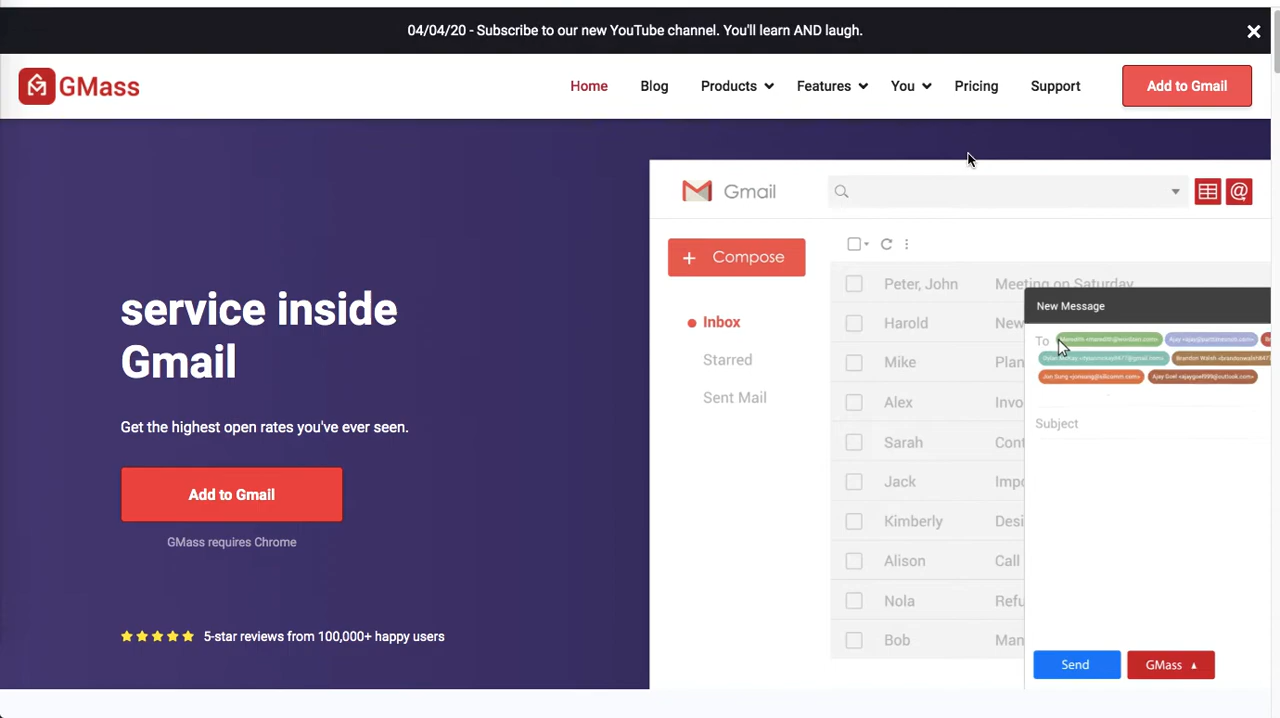 04/04/20 - Subscribe to our new YouTube channel. You'll learn AND laugh.
GMass
Home Blog Products Features You Pricing Support Add to Gmail
service inside
Gmail
Get the highest open rates you've ever seen.
Add to Gmail
GMass requires Chrome
5-star reviews from 100,000+ happy users
Gmail
Compose
Inbox
Starred
Sent Mail
Peter, John Meeting on Saturday
Harold New
Mike Plan
Alex Invo
Sarah Cont
Jack Impo
Kimberly Desi
Alison Call
Nola Refu
Bob Man
New Message
To
Subject
Send GMass